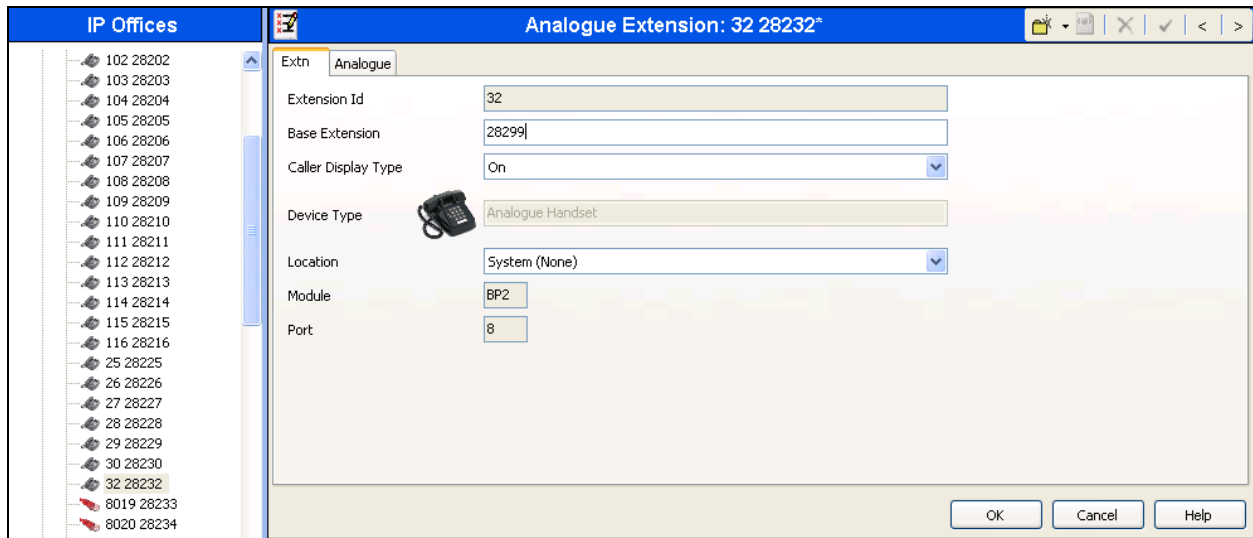 IP Offices
102 28202
103 28203
104 28204
105 28205
106 28206
107 28207
108 28208
109 28209
110 28210
111 28211
112 28212
113 28213
114 28214
115 28215
116 28216
25 28225
26 28226
27 28227
28 28228
29 28229
30 28230
32 28232
8019 28233
8020 28234
Analogue Extension: 32 28232*
< >
Extn Analogue
Extension Id 32
Base Extension 28299
Caller Display Type On
Device Type Analogue Handset
Location System (None)
Module BP2
Port 8
OK Cancel Help